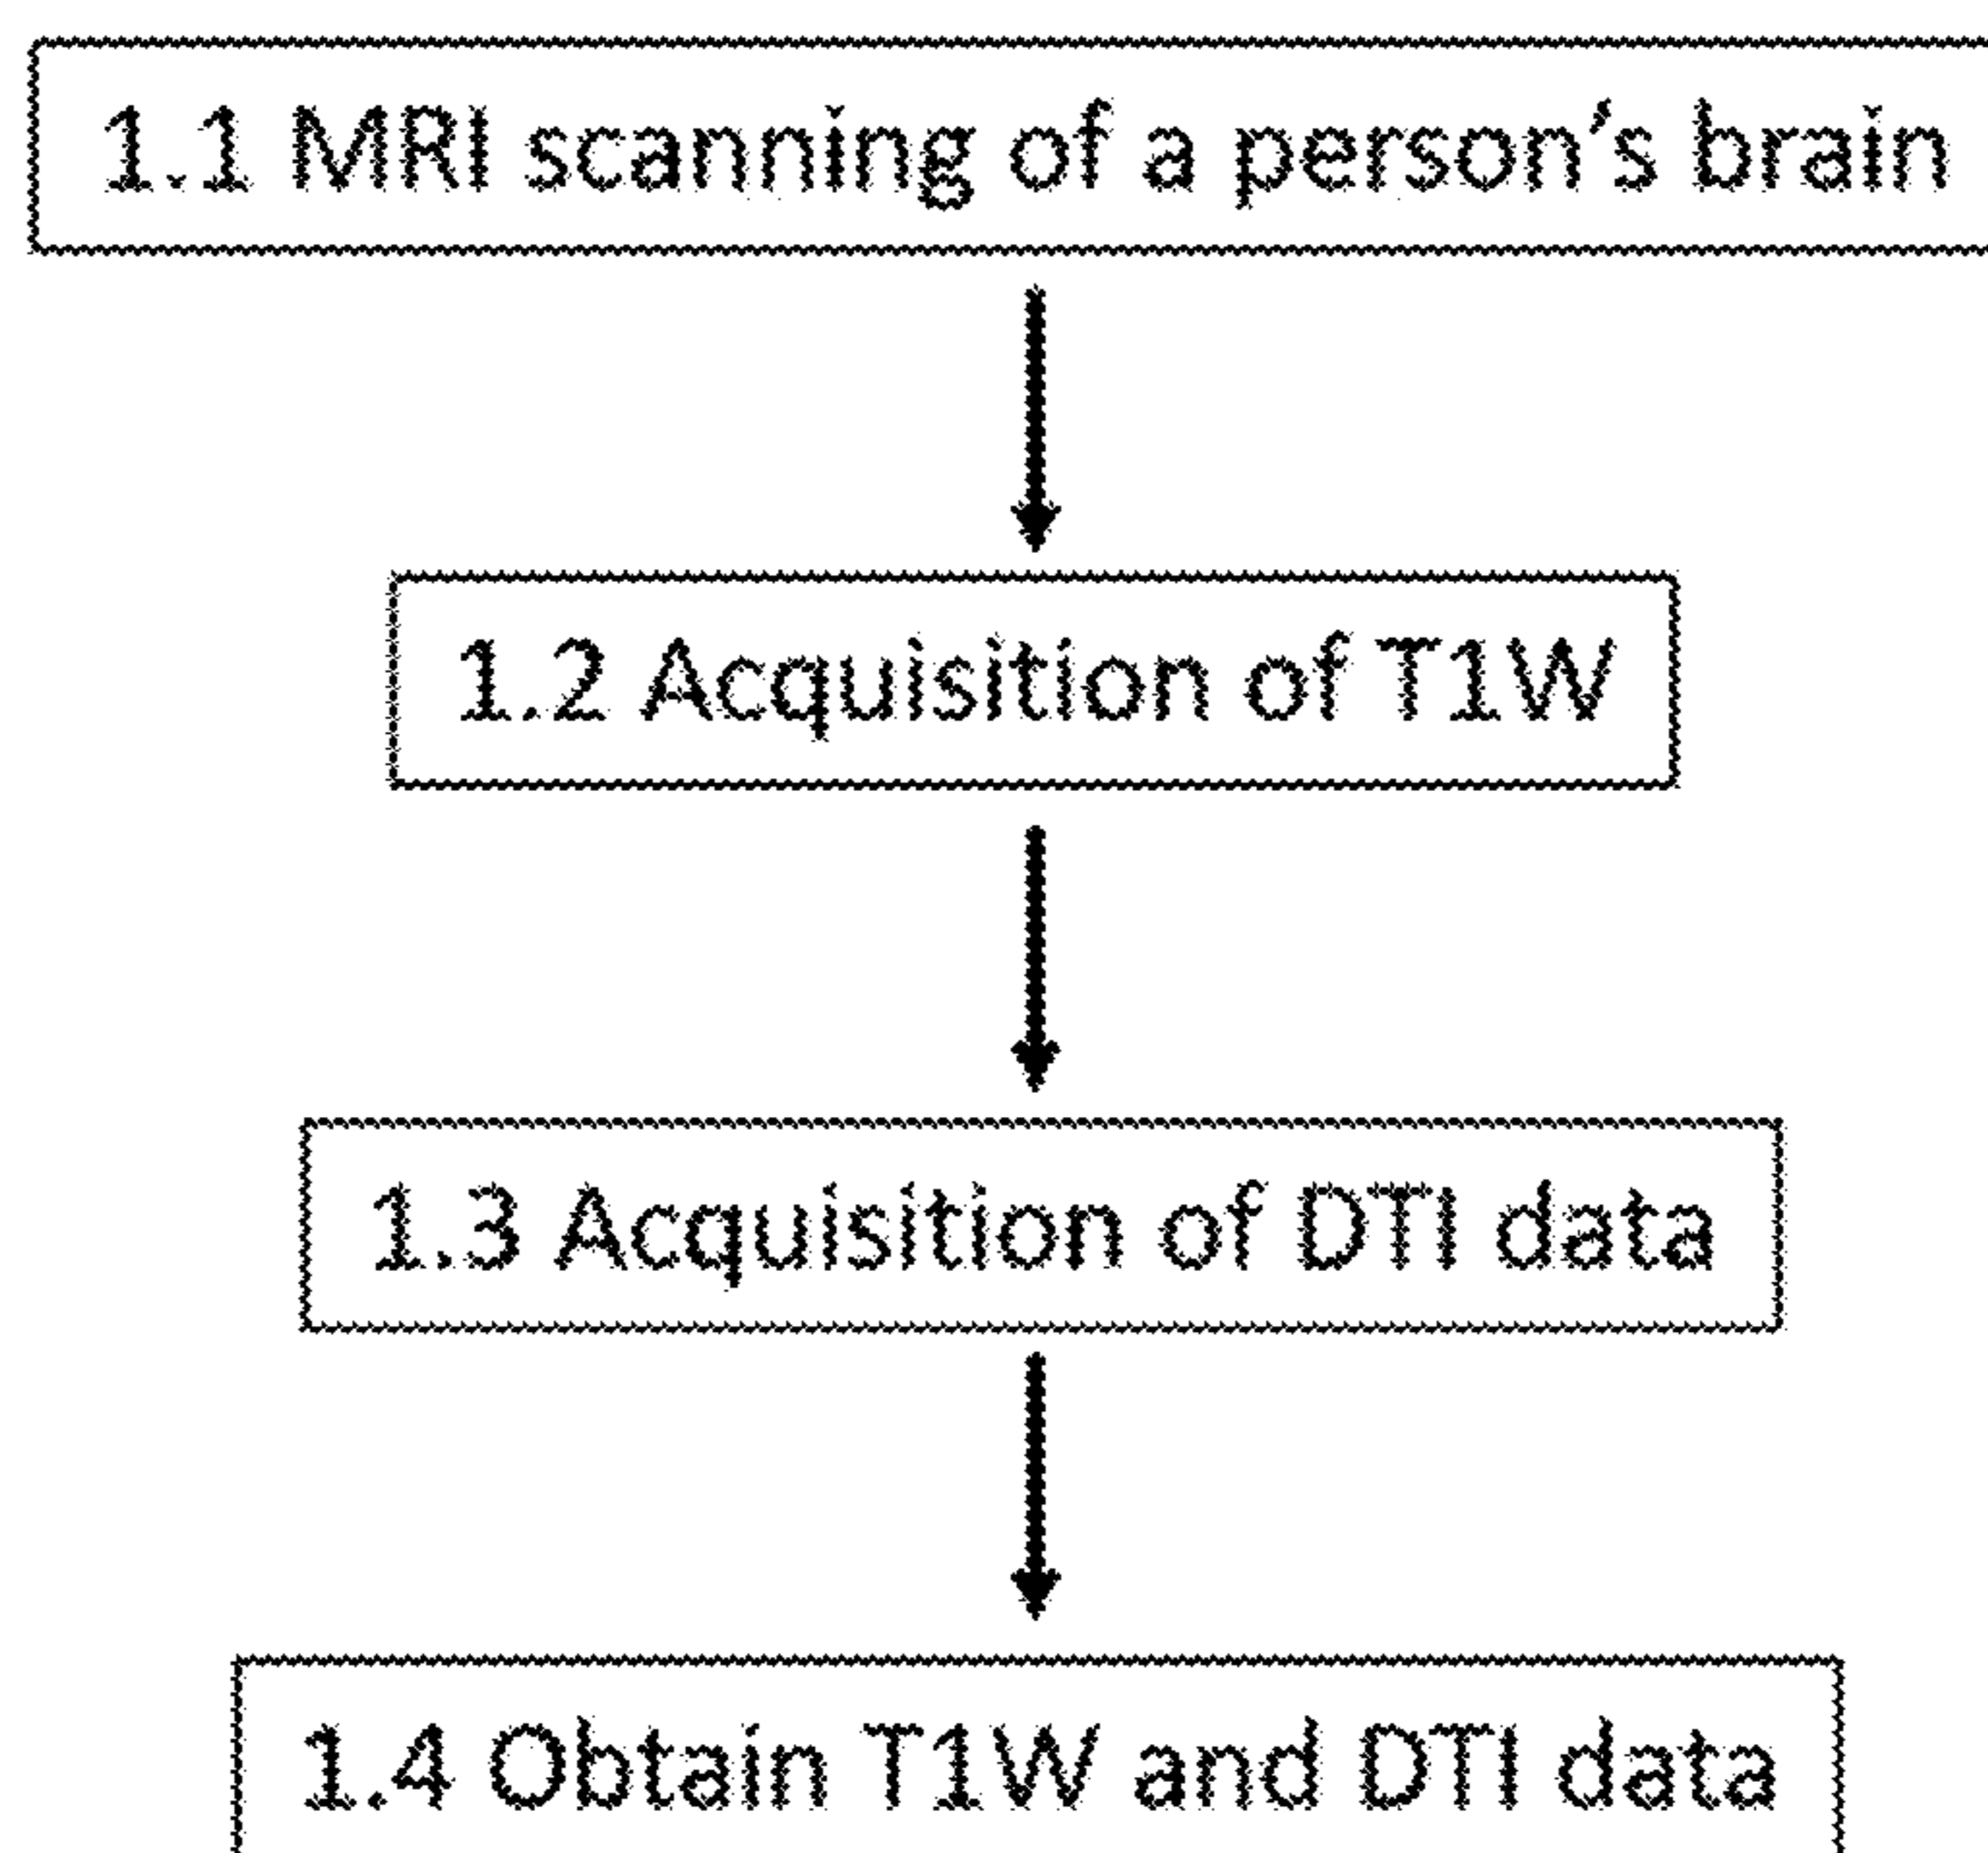 1.1 MRI scanning of a person's brain
1.2 Acquisition of T1W
1.3 Acquisition of DTI data
1.4 Obtain T1W and DTI data